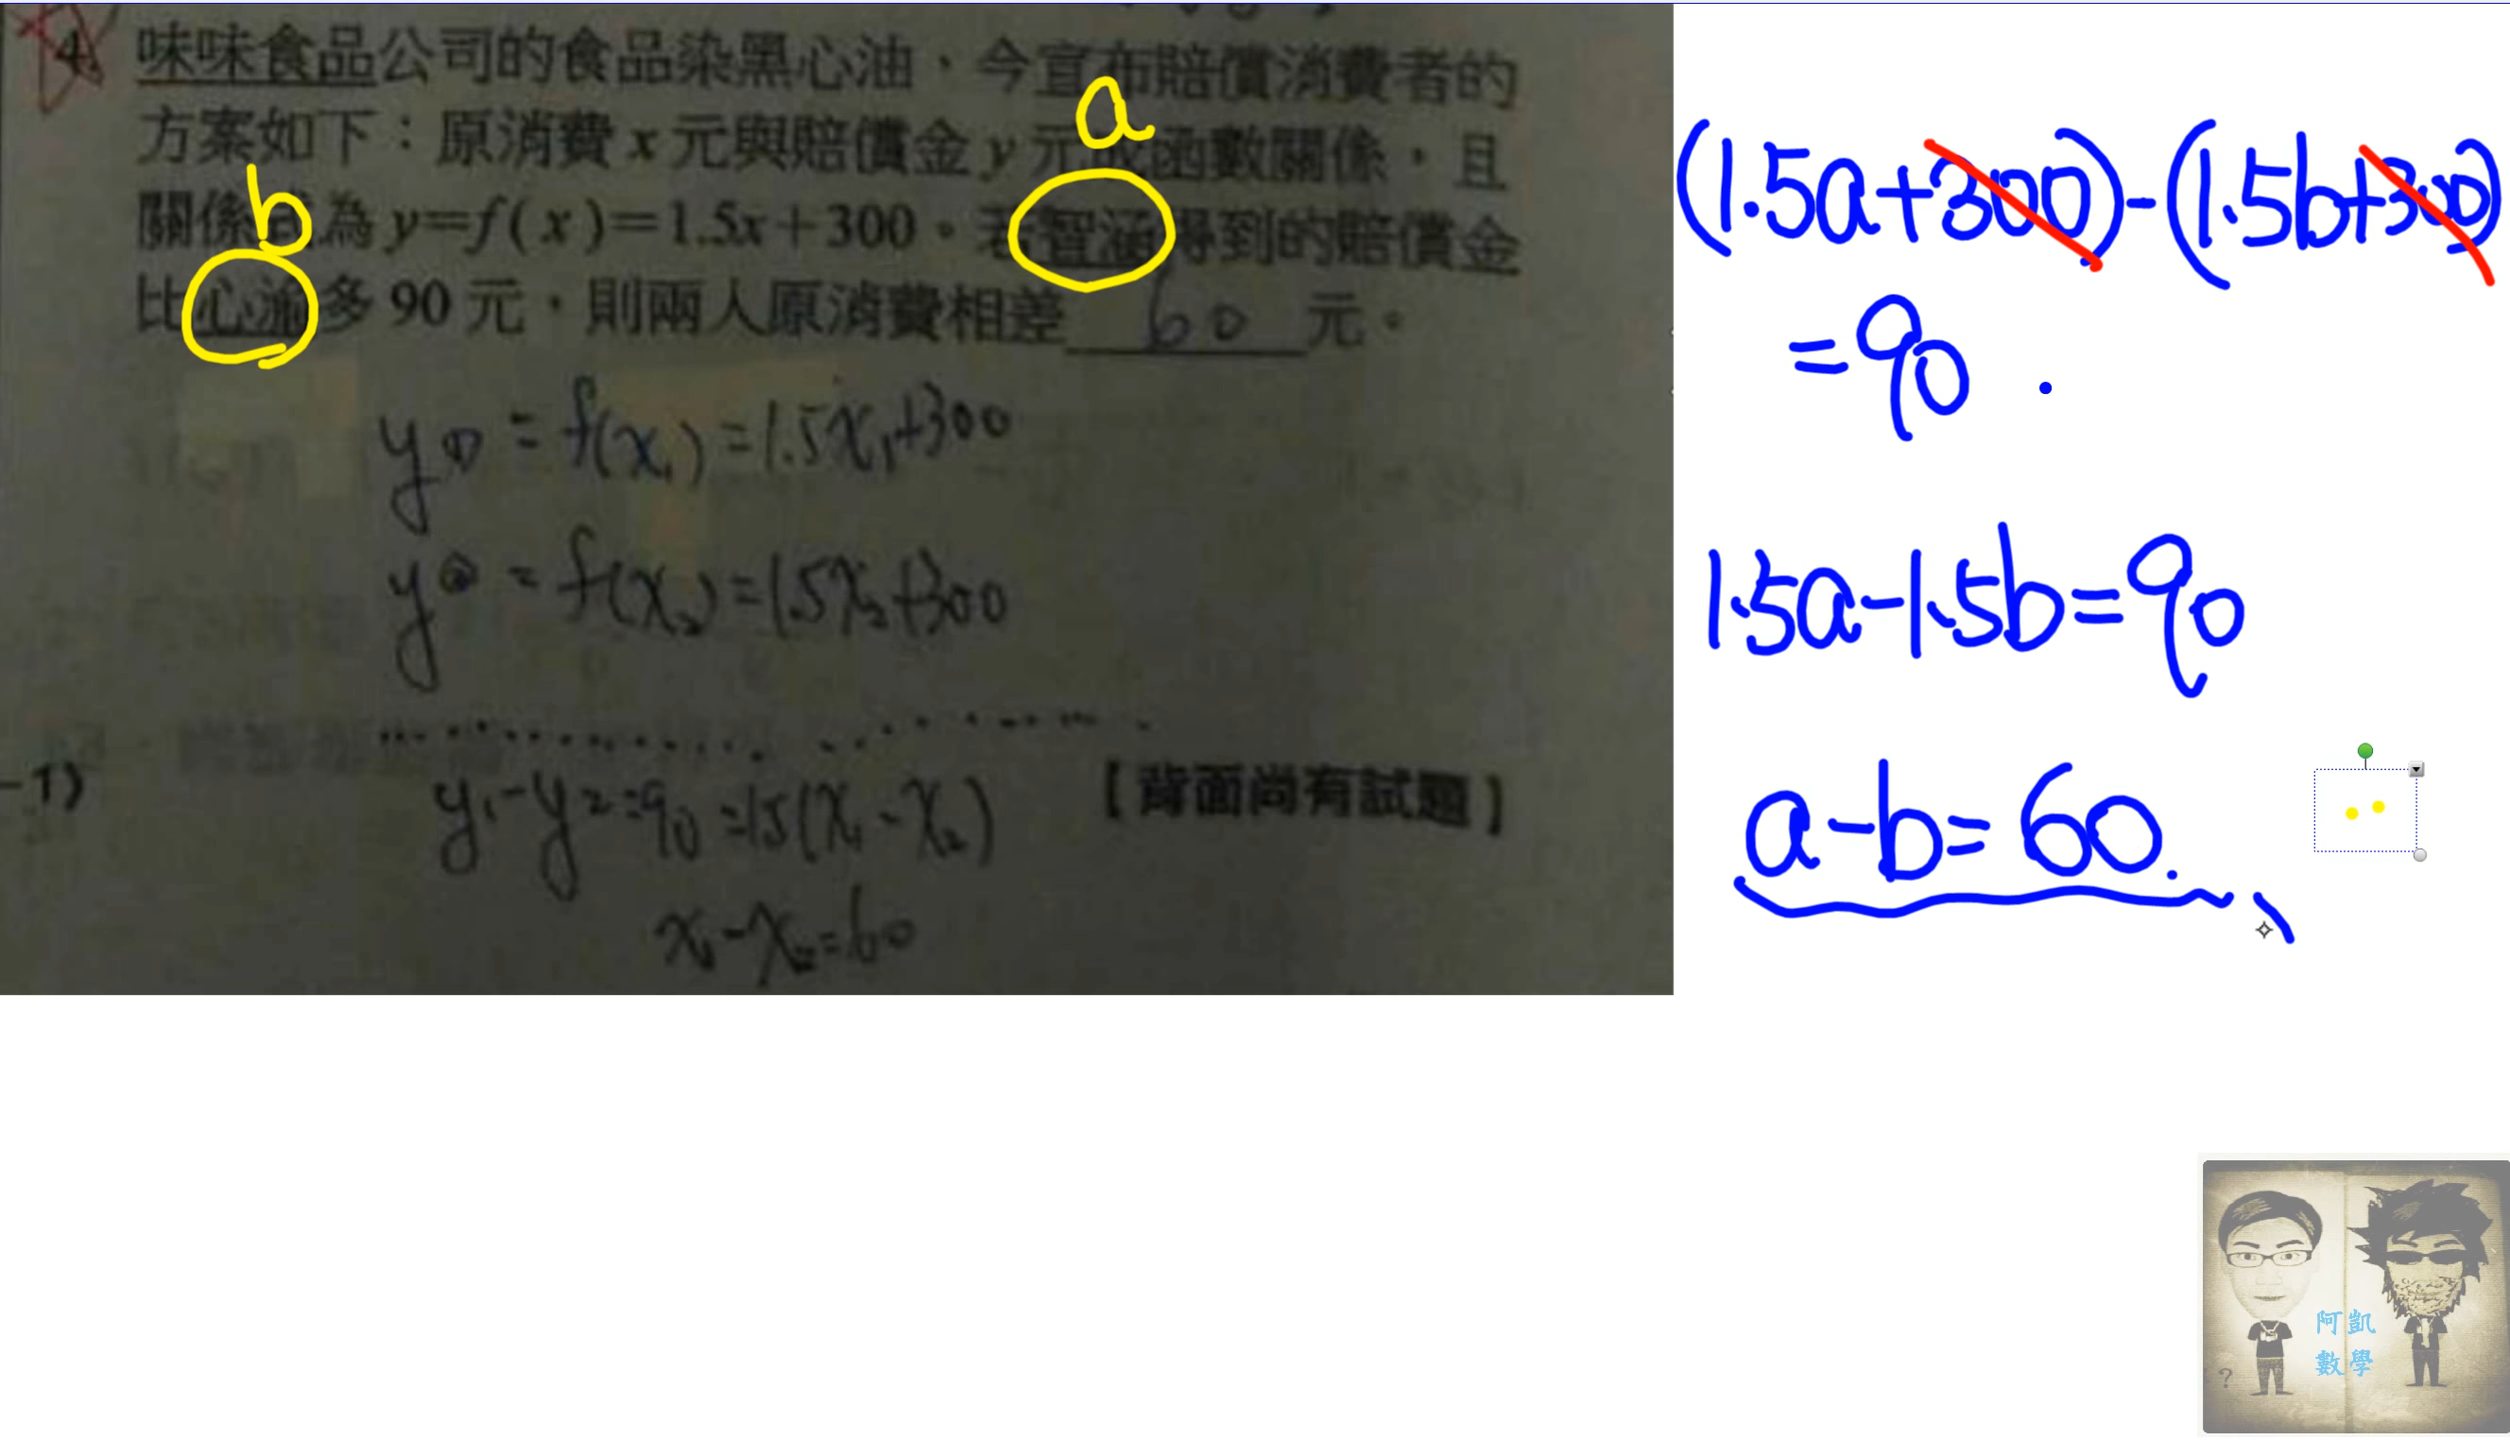 4. 味味食品公司的食品染黑心油,今宣布賠償消費者的
a
方案如下:原消費 x 元與賠償金 y 元成函數關係,且
b
關係式為 y=f(x)=1.5x+300。若智涵得到的賠償金
比心渝多 90 元,則兩人原消費相差 60 元。
y① = f(x₁) = 1.5x₁+300
y② = f(x₂) = 1.5x₂+300
-1)
y₁-y₂=90=1.5(x₁-x₂)
【背面尚有試題】
x₁-x₂=60
(1.5a+300)-(1.5b+300)
=90
1.5a-1.5b=90
a-b=60.
阿凱
數學
?